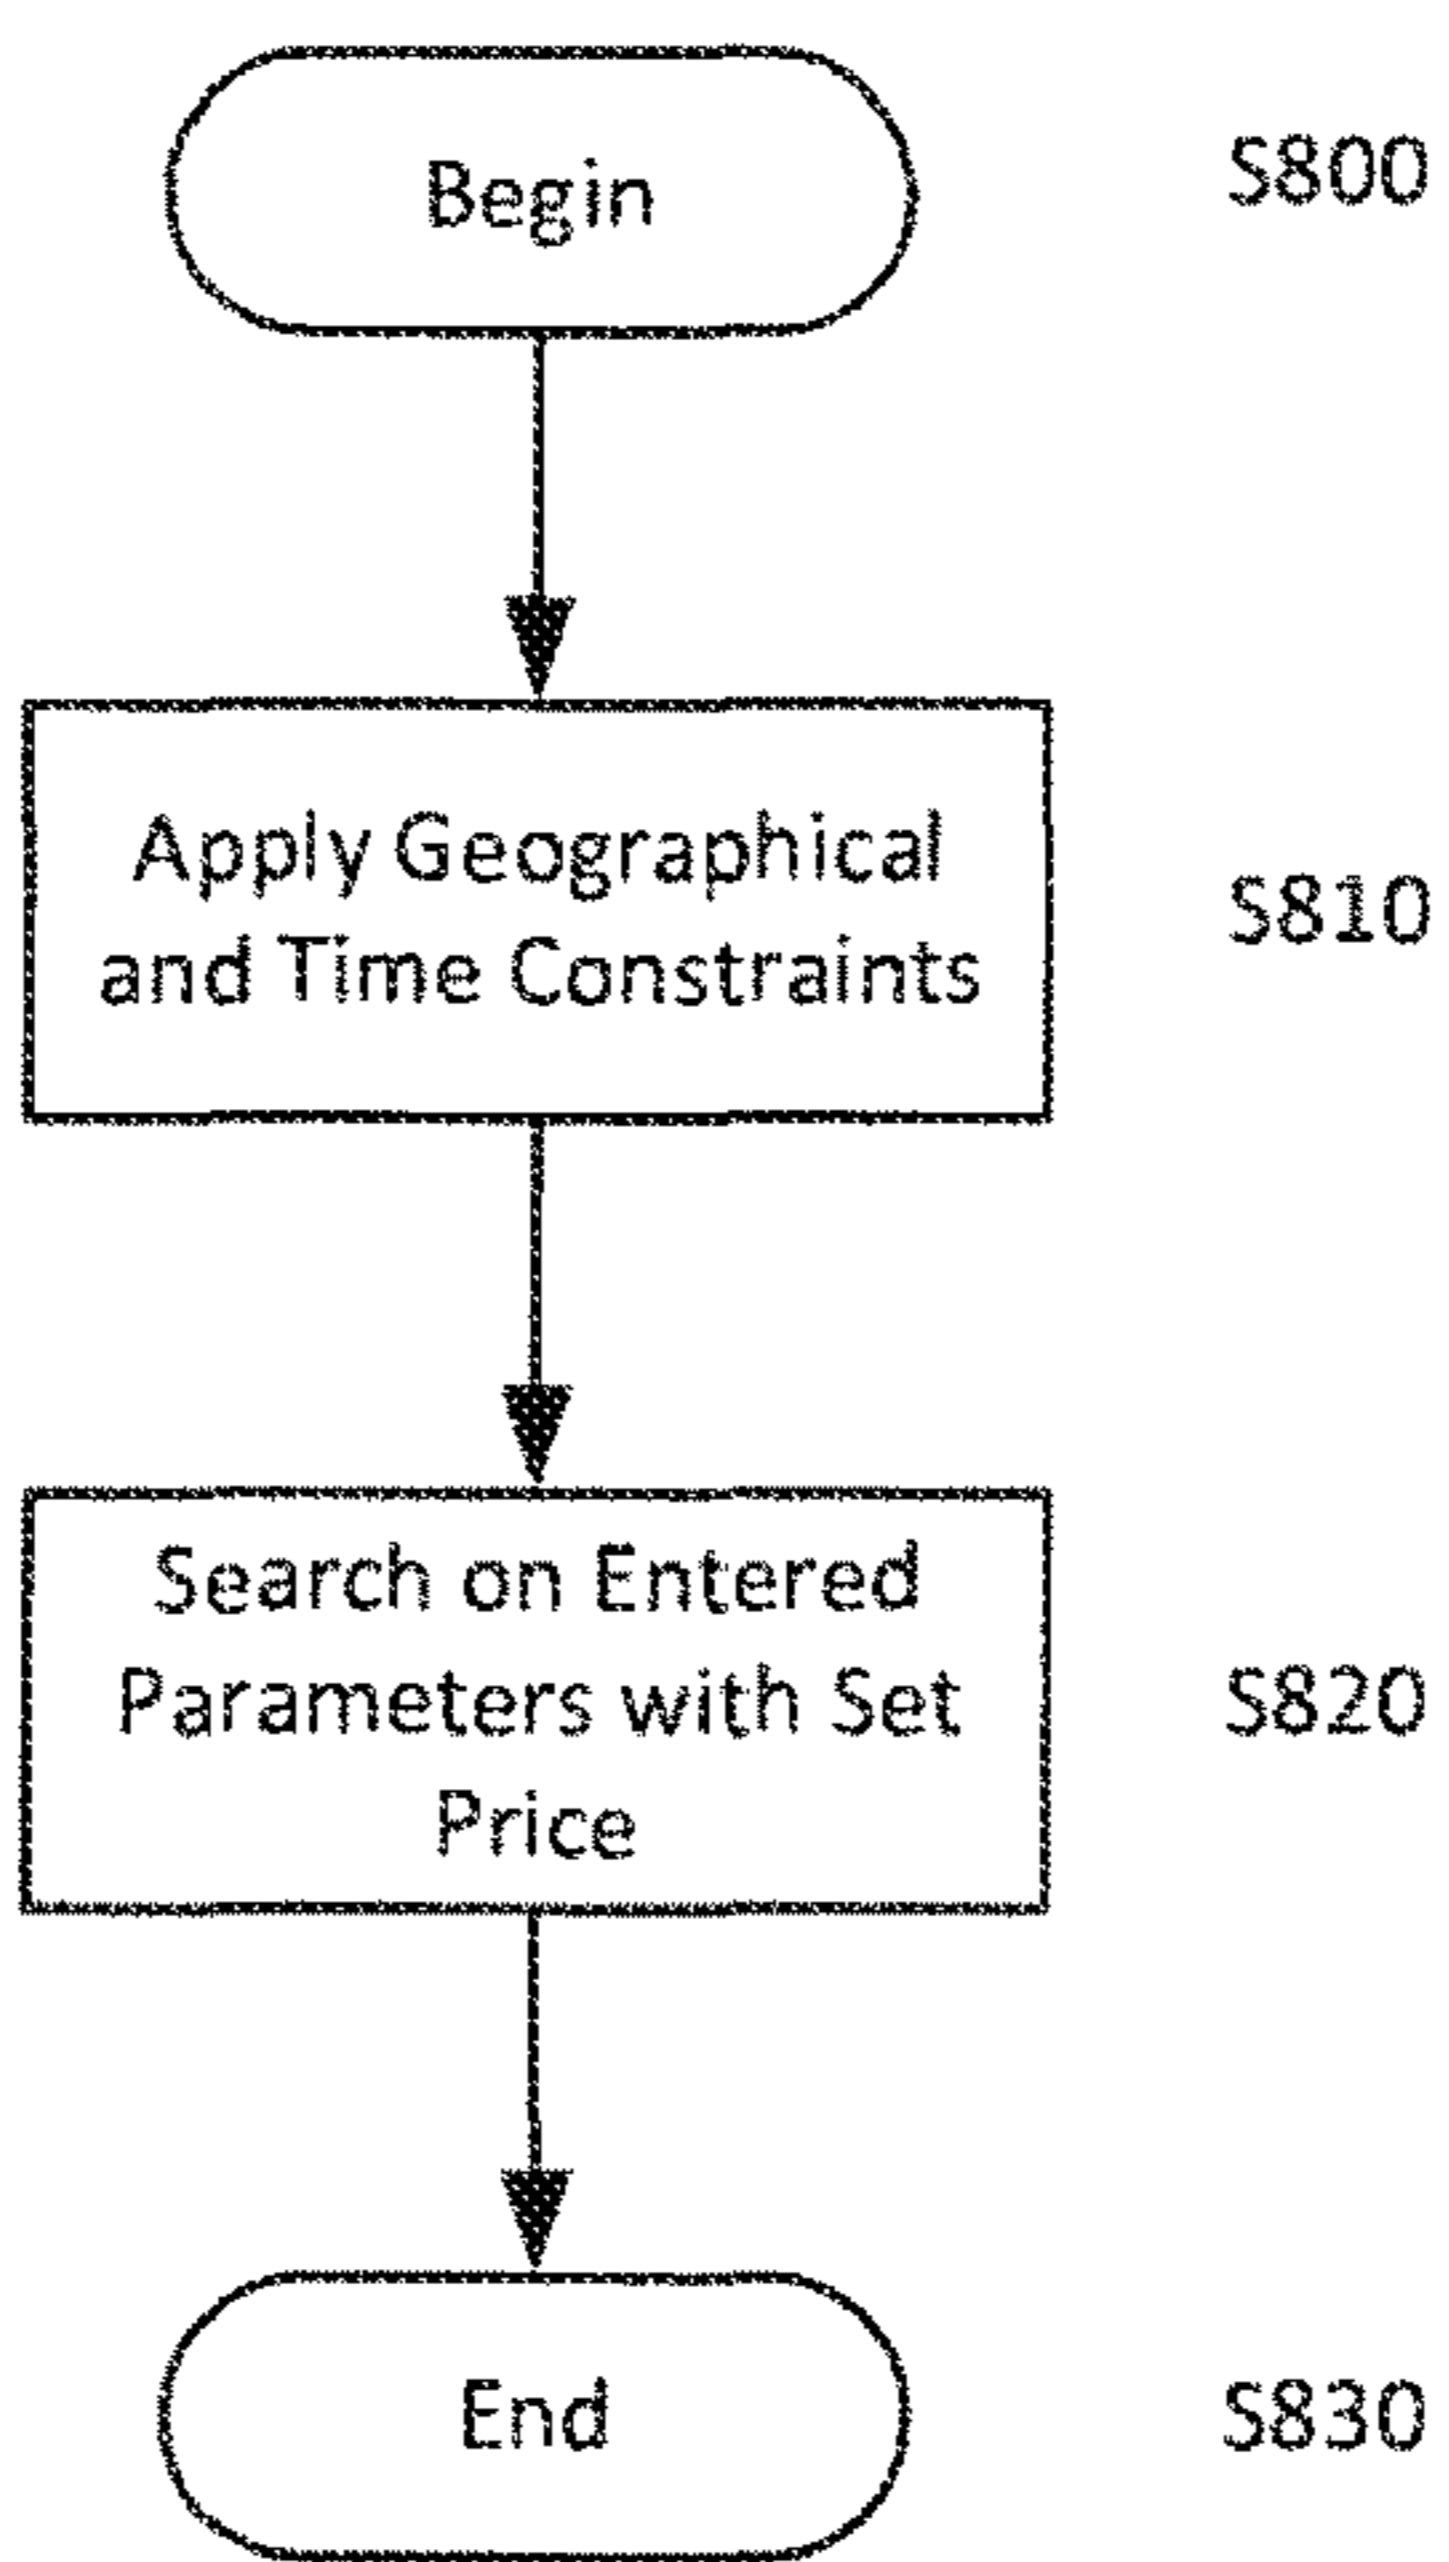 Begin
S800
Apply Geographical
and Time Constraints
S810
Search on Entered
Parameters with Set
Price
S820
End
S830